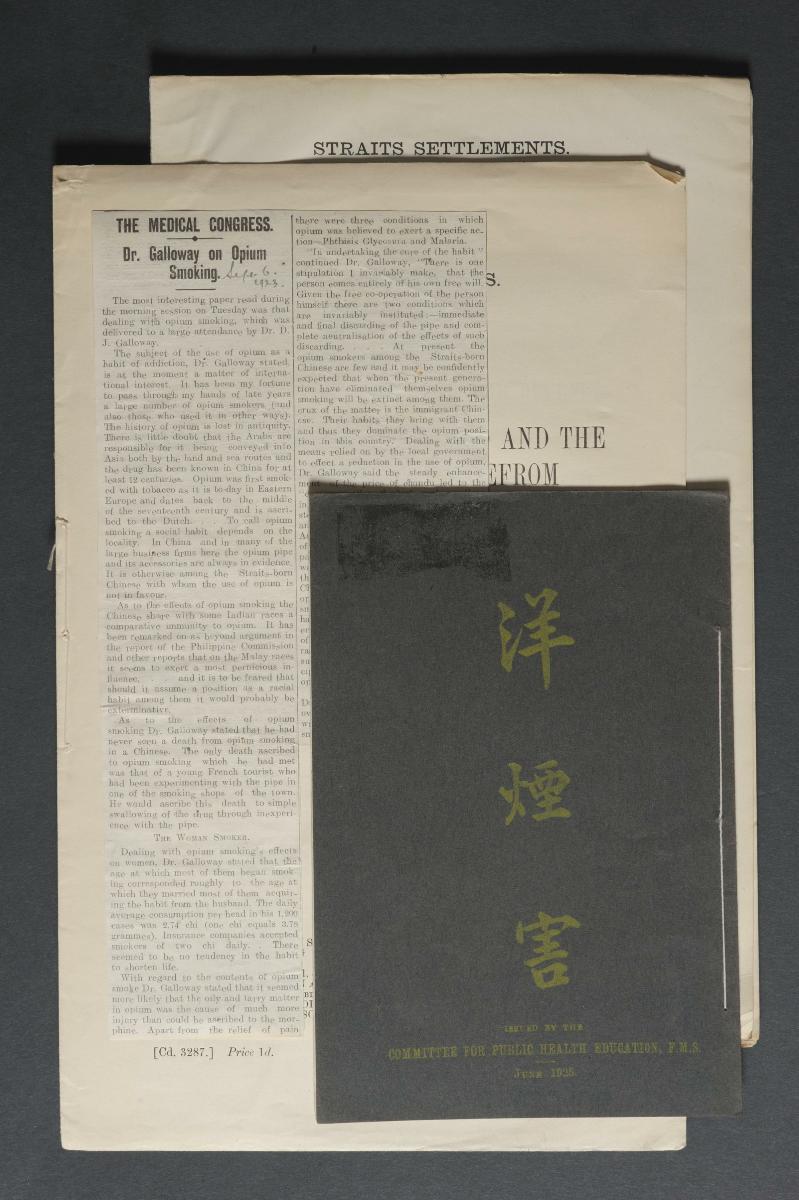 STRAITS SETTLEMENTS.
S.
AND THE
EFROM
THE MEDICAL CONGRESS.
Dr. Galloway on Opium
Smoking.
Sept. 6.
1923.
The most interesting paper read during
the morning session on Tuesday was that
dealing with opium smoking, which was
delivered to a large attendance by Dr. D.
J. Galloway.
The subject of the use of opium as a
habit of addiction, Dr. Galloway stated,
is at the moment a matter of interna-
tional interest. It has been my fortune
to pass through my hands of late years
a large number of opium smokers (and
also those who used it in other ways).
The history of opium is lost in antiquity.
There is little doubt that the Arabs are
responsible for it being conveyed into
Asia both by the land and sea routes and
the drug has been known in China for at
least 12 centuries. Opium was first smok-
ed with tobacco as it is to-day in Eastern
Europe and dates back to the middle
of the seventeenth century and is ascri-
bed to the Dutch. . . . To call opium
smoking a social habit depends on the
locality. In China and in many of the
large business firms here the opium pipe
and its accessories are always in evidence.
It is otherwise among the Straits-born
Chinese with whom the use of opium is
not in favour.
As to the effects of opium smoking the
Chinese share with some Indian races a
comparative immunity to opium. It has
been remarked on as beyond argument in
the report of the Philippine Commission
and other reports that on the Malay races
it seems to exert a most pernicious in-
fluence, and it is to be feared that
should it assume a position as a racial
habit among them it would probably be
exterminative.
As to the effects of opium
smoking Dr. Galloway stated that he had
never seen a death from opium smoking
in a Chinese. The only death ascribed
to opium smoking which he had met
was that of a young French tourist who
had been experimenting with the pipe in
one of the smoking shops of the town.
He would ascribe this death to simple
swallowing of the drug through inexperi-
ence with the pipe.
THE WOMAN SMOKER.
Dealing with opium smoking's effects
on women, Dr. Galloway stated that the
age at which most of them began smok-
ing corresponded roughly to the age at
which they married most of them acquir-
ing the habit from the husband. The daily
average consumption per head in his 1,200
cases was 2.74 chi (one chi equals 3.78
grammes). Insurance companies accepted
smokers of two chi daily. . There
seemed to be no tendency in the habit
to shorten life.
With regard to the contents of opium
smoke Dr. Galloway stated that it seemed
more likely that the oily and tarry matter
in opium was the cause of much more
injury than could be ascribed to the mor-
phine. Apart from the relief of pain
there were three conditions in which
opium was believed to exert a specific ac-
tion—Phthisis Glycosura and Malaria.
"In undertaking the cure of the habit"
continued Dr. Galloway, "There is one
stipulation I invariably make, that the
person comes entirely of his own free will.
Given the free co-operation of the person
himself there are two conditions which
are invariably instituted:—immediate
and final discarding of the pipe and com-
plete neutralisation of the effects of such
discarding. . . . . At present the
opium smokers among the Straits-born
Chinese are few and it may be confidently
expected that when the present genera-
tion have eliminated themselves opium
smoking will be extinct among them. The
crux of the matter is the immigrant Chin-
ese. Their habits they bring with them
and thus they dominate the opium posi-
tion in this country." Dealing with the
means relied on by the local government
to effect a reduction in the use of opium,
Dr. Galloway said the steady enhance-
ment of the price of chandu led to the
[Cd. 3287.] Price 1d.
洋
煙
害
ISSUED BY THE
COMMITTEE FOR PUBLIC HEALTH EDUCATION, F.M.S.
JUNE 1925.